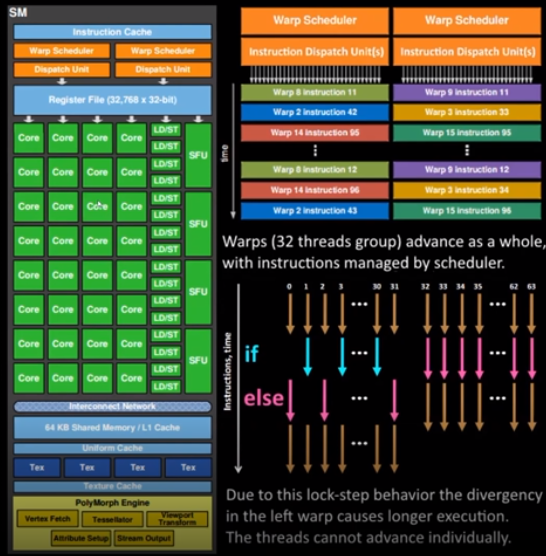 SM
Instruction Cache
Warp Scheduler Warp Scheduler
Dispatch Unit Dispatch Unit
Register File (32,768 x 32-bit)
Core Core Core Core LD/ST LD/ST SFU
Core Core Core Core LD/ST LD/ST
Core Core Core Core LD/ST LD/ST SFU
Core Core Core Core LD/ST LD/ST
Core Core Core Core LD/ST LD/ST SFU
Core Core Core Core LD/ST LD/ST
Core Core Core Core LD/ST LD/ST SFU
Core Core Core Core LD/ST LD/ST
Interconnect Network
64 KB Shared Memory / L1 Cache
Uniform Cache
Tex Tex Tex Tex
Texture Cache
PolyMorph Engine
Vertex Fetch Tessellator Viewport Transform
Attribute Setup Stream Output
Warp Scheduler Warp Scheduler
Instruction Dispatch Unit(s) Instruction Dispatch Unit(s)
time
Warp 8 instruction 11 Warp 9 instruction 11
Warp 2 instruction 42 Warp 3 instruction 33
Warp 14 instruction 95 Warp 15 instruction 95
Warp 8 instruction 12 Warp 9 instruction 12
Warp 14 instruction 96 Warp 3 instruction 34
Warp 2 instruction 43 Warp 15 instruction 96
Warps (32 threads group) advance as a whole,
with instructions managed by scheduler.
Instructions, time
0 1 2 3 ••• 30 31 32 33 34 35 ••• 62 63
if
else
Due to this lock-step behavior the divergency
in the left warp causes longer execution.
The threads cannot advance individually.